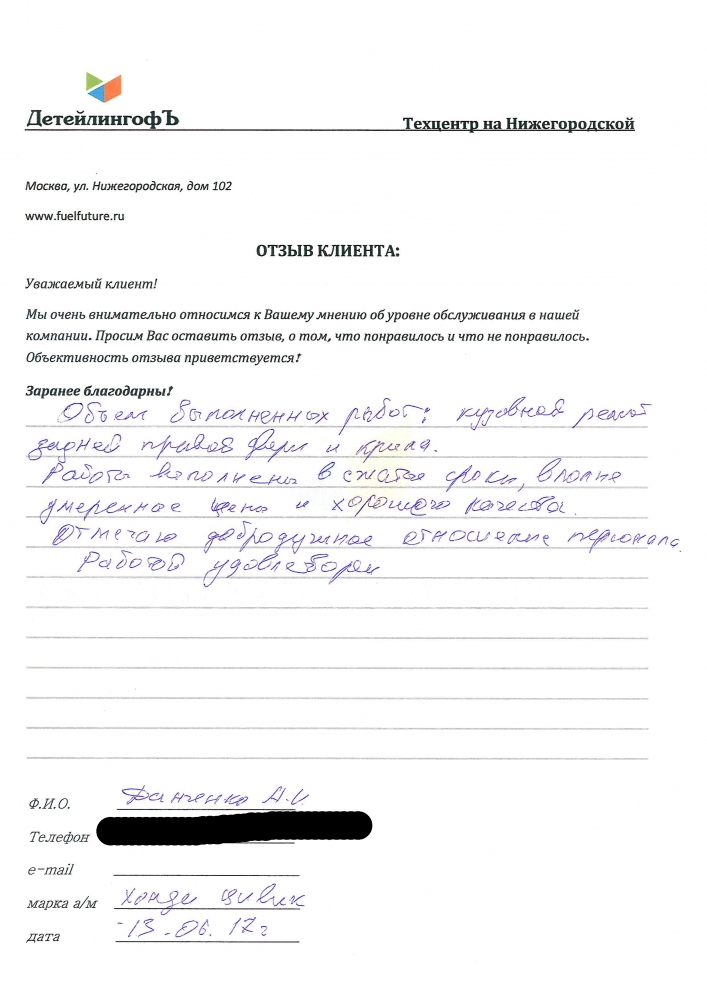 ДетейлингофЪ
Техцентр на Нижегородской
Москва, ул. Нижегородская, дом 102
www.fuelfuture.ru
ОТЗЫВ КЛИЕНТА:
Уважаемый клиент!
Мы очень внимательно относимся к Вашему мнению об уровне обслуживания в нашей
компании. Просим Вас оставить отзыв, о том, что понравилось и что не понравилось.
Объективность отзыва приветствуется!
Заранее благодарны!
Объем выполненных работ: кузовной ремонт
задней правой двери и крыла.
Работы выполнены в сжатые сроки, вполне
умеренные цены и хорошего качества.
Отмечаю добродушное отношение персонала.
Работой удовлетворен
Ф.И.О. Данченко А.И.
Телефон
e-mail
марка а/м Хонда цивик
дата 13.06.17г